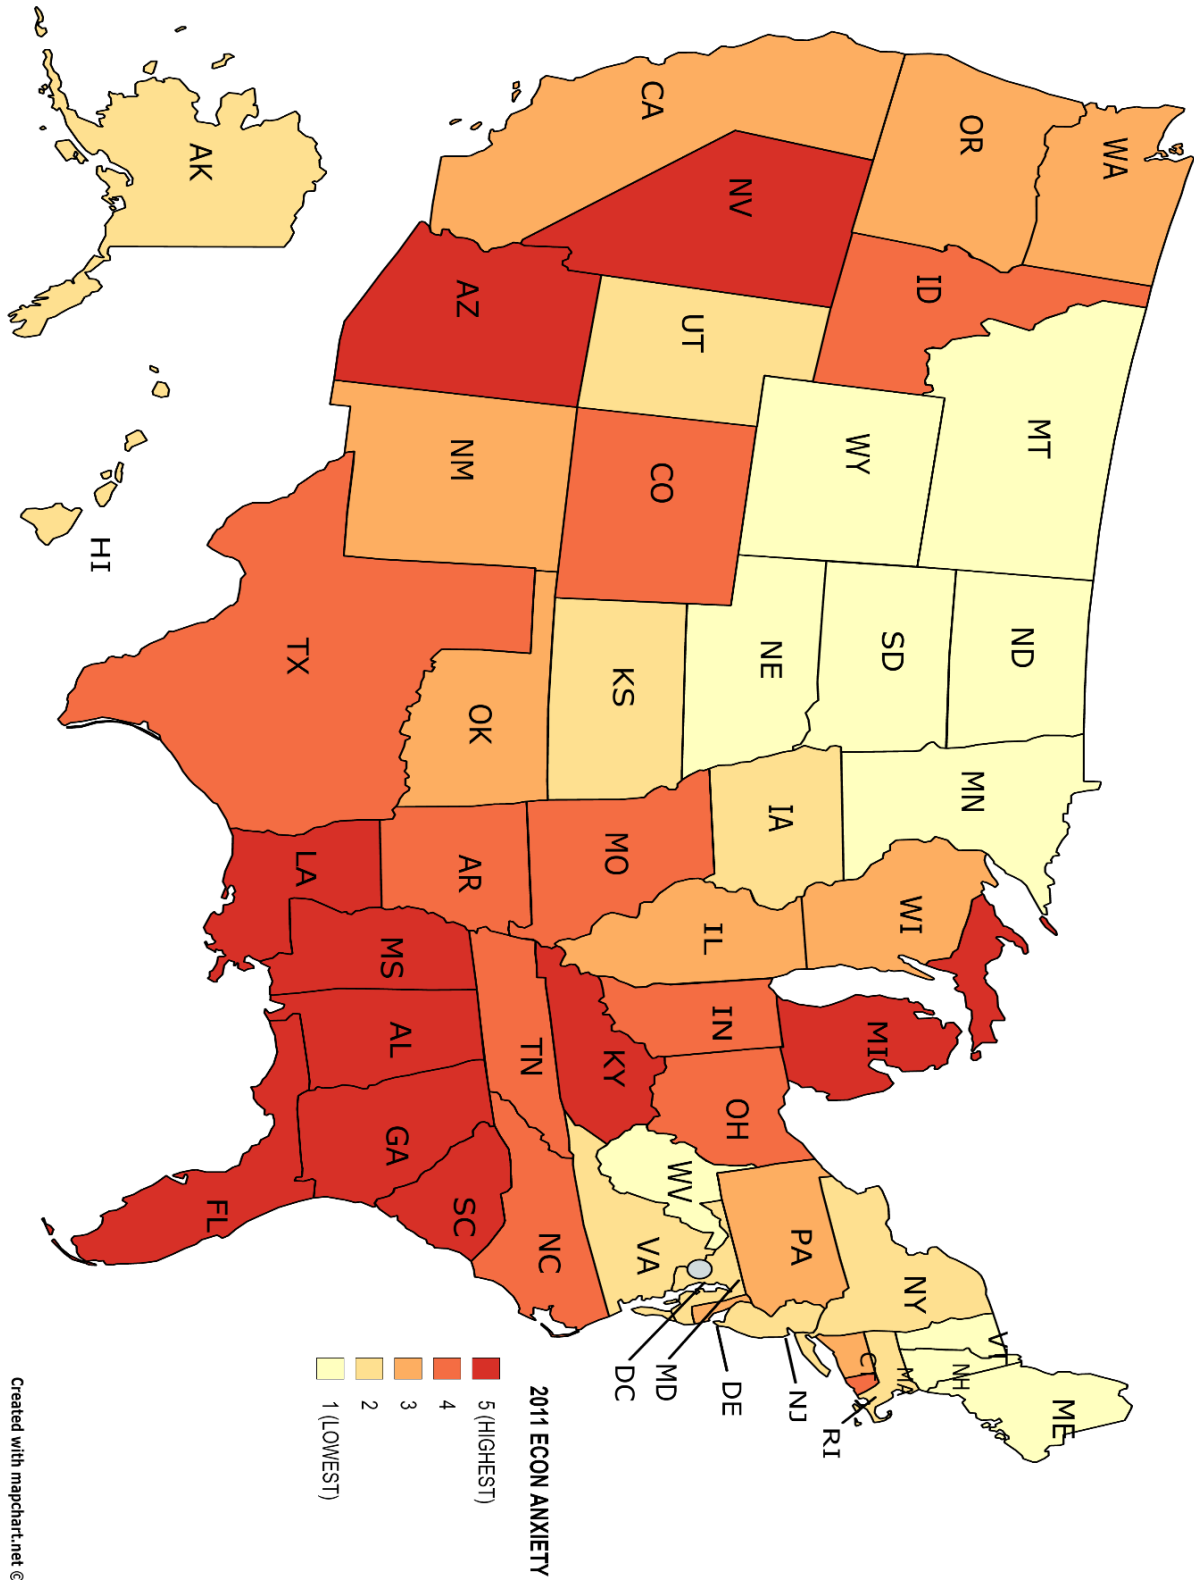 WA
OR
CA
NV
ID
MT
WY
UT
AZ
CO
NM
ND
SD
NE
KS
OK
TX
MN
IA
MO
AR
LA
WI
IL
MI
IN
OH
KY
TN
MS
AL
GA
FL
SC
NC
VA
WV
PA
NY
VT
NH
ME
MA
CT
RI
NJ
DE
MD
DC
AK
HI
2011 ECON ANXIETY
5 (HIGHEST)
4
3
2
1 (LOWEST)
Created with mapchart.net ©